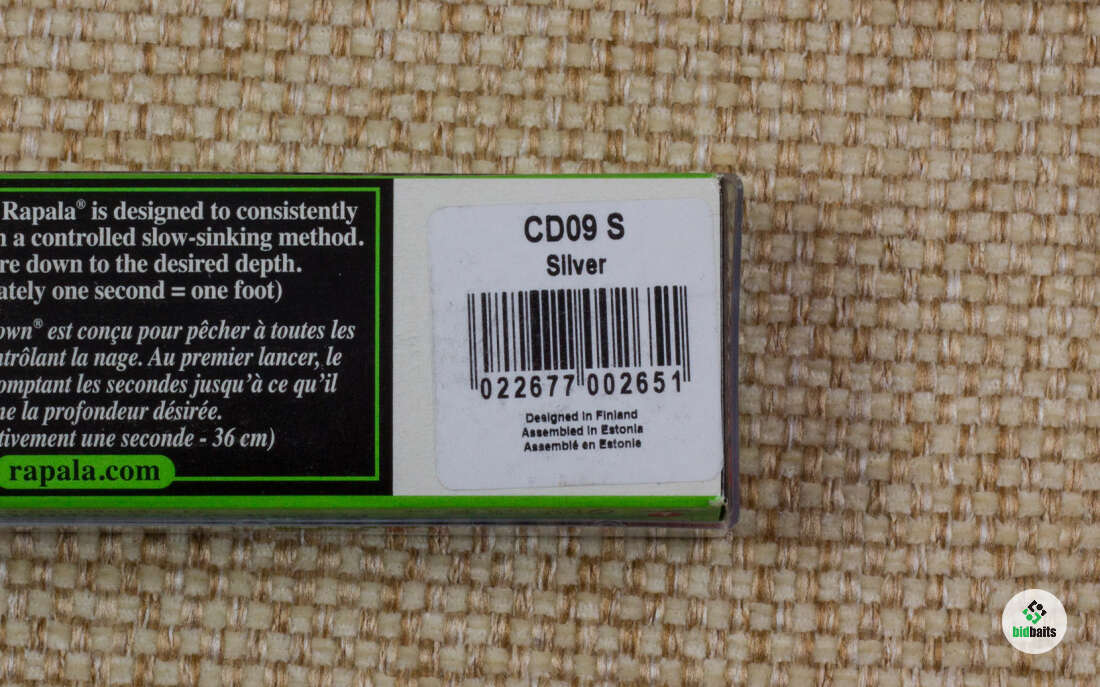 Rapala® is designed to consistently
a controlled slow-sinking method.
re down to the desired depth.
ately one second = one foot)
own® est conçu pour pêcher à toutes les
ntrôlant la nage. Au premier lancer, le
omptant les secondes jusqu'à ce qu'il
ne la profondeur désirée.
tivement une seconde - 36 cm)
rapala.com
CD09 S
Silver
022677 002651
Designed in Finland
Assembled in Estonia
Assemblé en Estonie
bidbaits